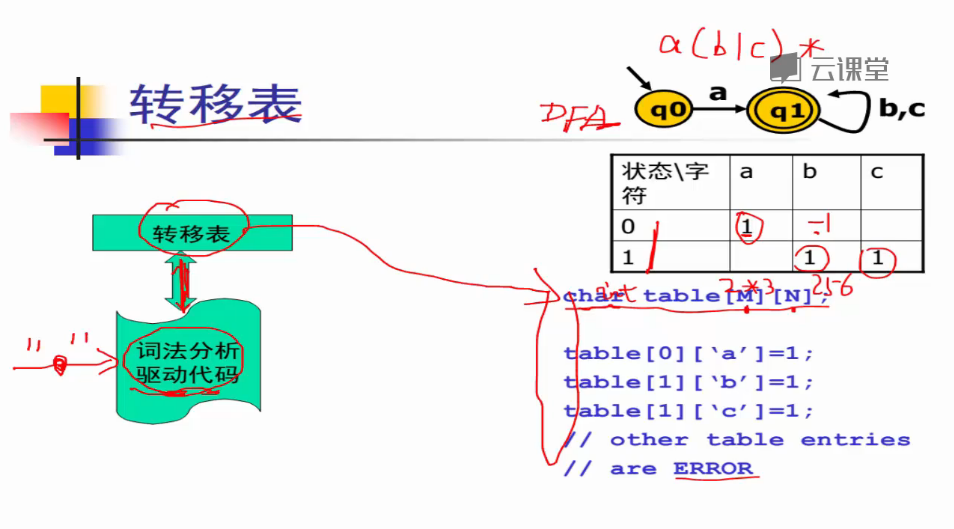 a(b|c)*
云课堂
转移表
DFA
q0
a
q1
b,c
状态\字符
a
b
c
0
1
-1
1
1
1
转移表
int
2*3
256
char table[M][N];
" "
词法分析
驱动代码
table[0][‘a’]=1;
table[1][‘b’]=1;
table[1][‘c’]=1;
// other table entries
// are ERROR